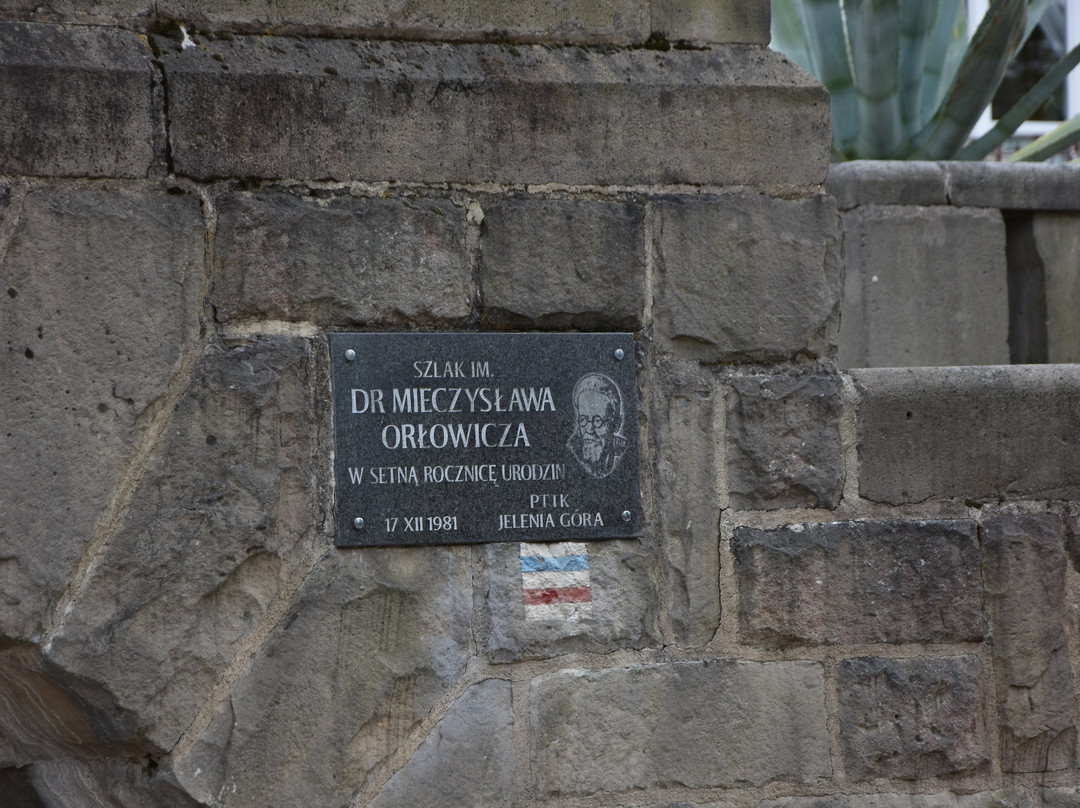 SZLAK IM.
DR MIECZYSŁAWA
ORŁOWICZA
W SETNĄ ROCZNICĘ URODZIN
PTTK
17 XII 1981 JELENIA GÓRA